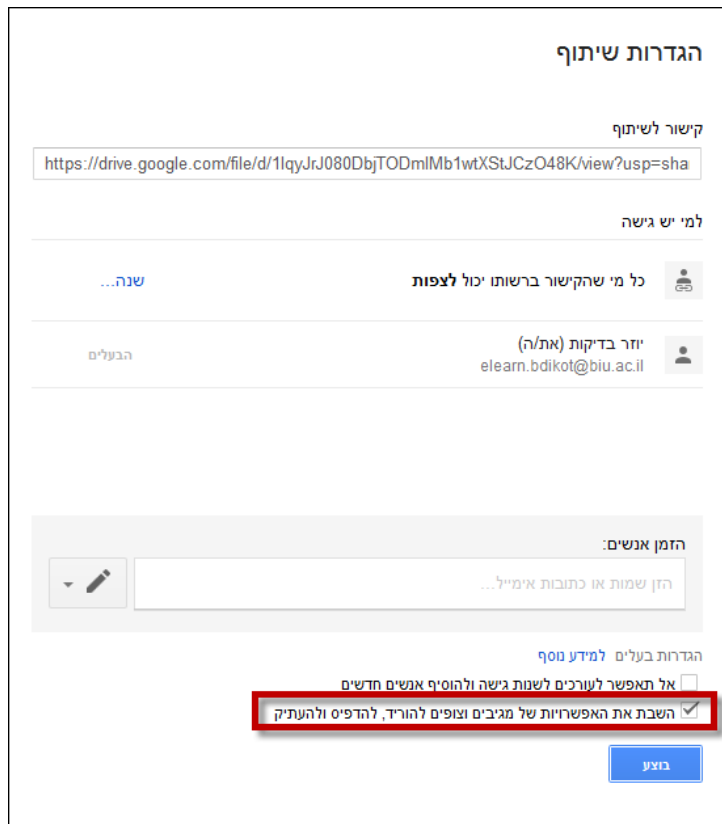 הגדרות שיתוף
קישור לשיתוף
https://drive.google.com/file/d/1IqyJrJ080DbjTODmIMb1wtXStJCzO48K/view?usp=sha
למי יש גישה
כל מי שהקישור ברשותו יכול לצפות שנה...
יוזר בדיקות (את/ה) הבעלים
elearn.bdikot@biu.ac.il
הזמן אנשים:
הזן שמות או כתובות אימייל...
הגדרות בעלים למידע נוסף
אל תאפשר לעורכים לשנות גישה ולהוסיף אנשים חדשים
השבת את האפשרויות של מגיבים וצופים להוריד, להדפיס ולהעתיק
בוצע